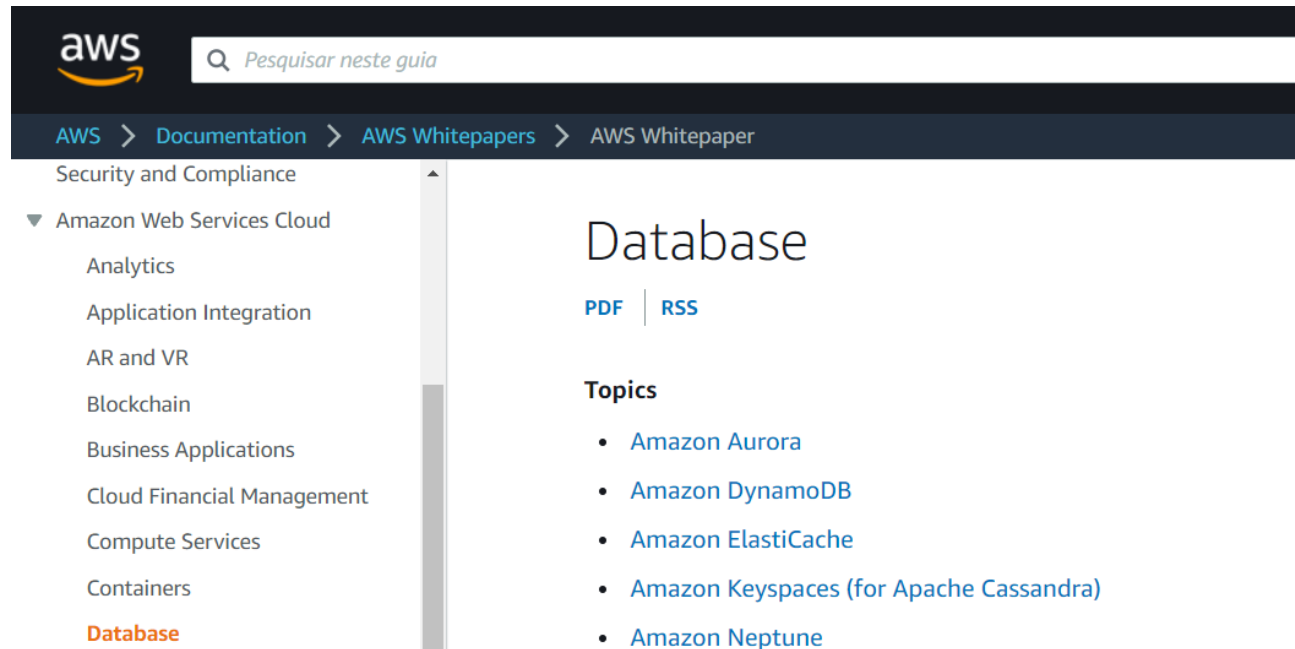 aws
Pesquisar neste guia
AWS > Documentation > AWS Whitepapers > AWS Whitepaper
Security and Compliance
Amazon Web Services Cloud
Analytics
Application Integration
AR and VR
Blockchain
Business Applications
Cloud Financial Management
Compute Services
Containers
Database
Database
PDF
RSS
Topics
• Amazon Aurora
• Amazon DynamoDB
• Amazon ElastiCache
• Amazon Keyspaces (for Apache Cassandra)
• Amazon Neptune